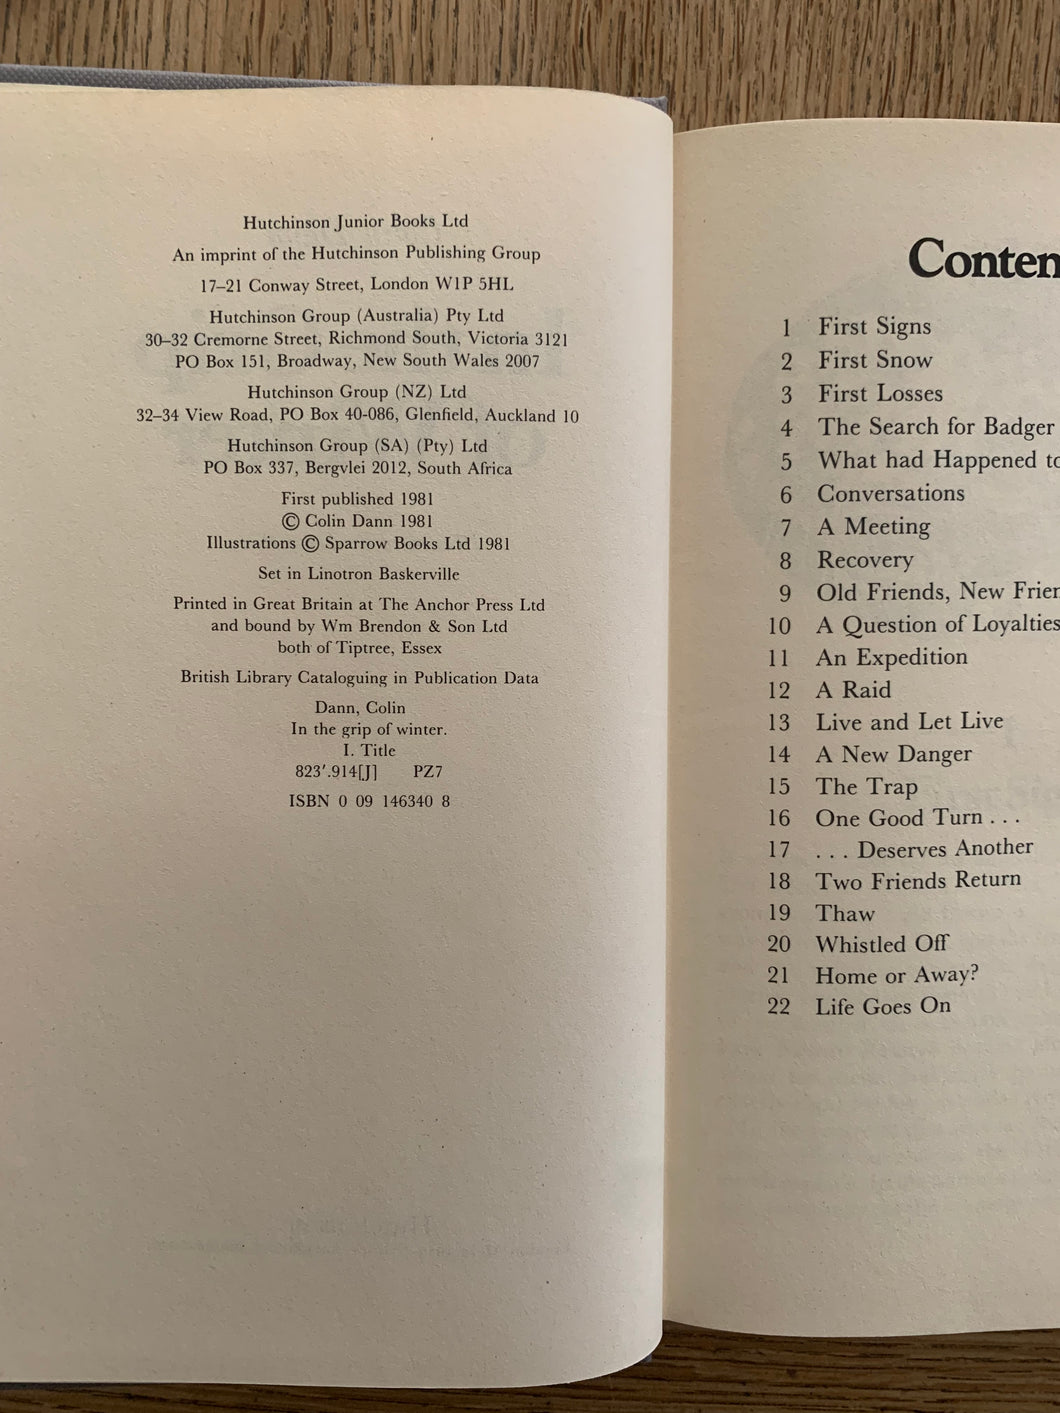 Hutchinson Junior Books Ltd
An imprint of the Hutchinson Publishing Group
17–21 Conway Street, London W1P 5HL
Hutchinson Group (Australia) Pty Ltd
30–32 Cremorne Street, Richmond South, Victoria 3121
PO Box 151, Broadway, New South Wales 2007
Hutchinson Group (NZ) Ltd
32–34 View Road, PO Box 40-086, Glenfield, Auckland 10
Hutchinson Group (SA) (Pty) Ltd
PO Box 337, Bergvlei 2012, South Africa
First published 1981
© Colin Dann 1981
Illustrations © Sparrow Books Ltd 1981
Set in Linotron Baskerville
Printed in Great Britain at The Anchor Press Ltd
and bound by Wm Brendon & Son Ltd
both of Tiptree, Essex
British Library Cataloguing in Publication Data
Dann, Colin
In the grip of winter.
I. Title
823′.914[J] PZ7
ISBN 0 09 146340 8
Conten
1 First Signs
2 First Snow
3 First Losses
4 The Search for Badger
5 What had Happened to
6 Conversations
7 A Meeting
8 Recovery
9 Old Friends, New Frien
10 A Question of Loyalties
11 An Expedition
12 A Raid
13 Live and Let Live
14 A New Danger
15 The Trap
16 One Good Turn . . .
17 . . . Deserves Another
18 Two Friends Return
19 Thaw
20 Whistled Off
21 Home or Away?
22 Life Goes On